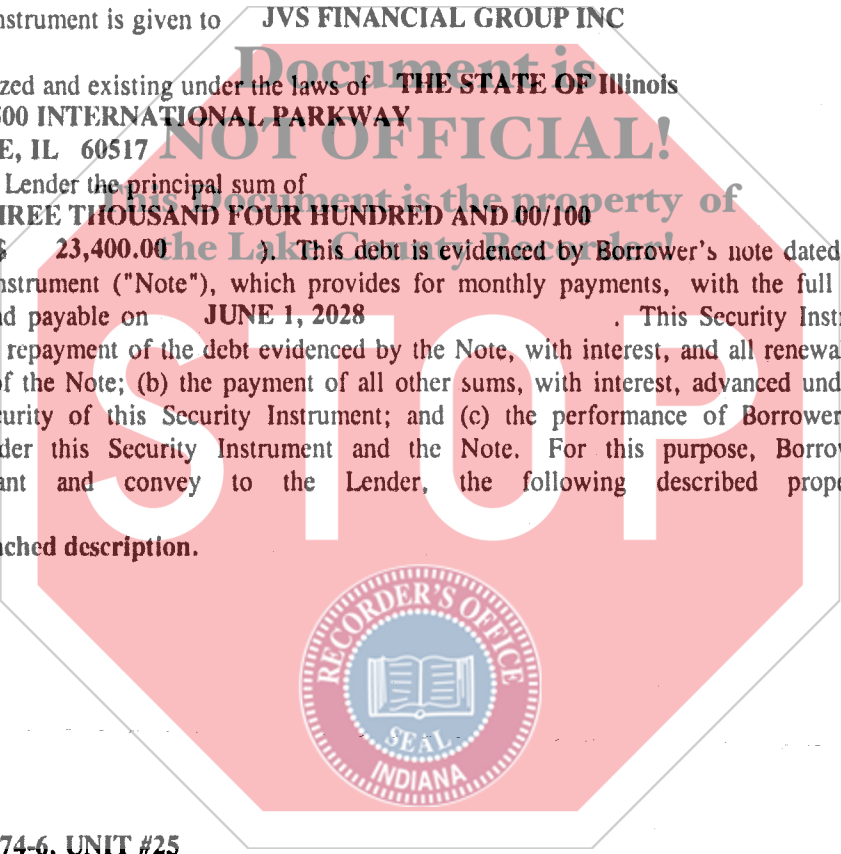 nstrument is given to JVS FINANCIAL GROUP INC
Document is
zed and existing under the laws of THE STATE OF Illinois
500 INTERNATIONAL PARKWAY
NOT OFFICIAL!
E, IL 60517
Lender the principal sum of
This Document is the property of
HREE THOUSAND FOUR HUNDRED AND 00/100
the Lake County Recorder!
$ 23,400.00 ). This debt is evidenced by Borrower's note dated
nstrument ("Note"), which provides for monthly payments, with the full
nd payable on JUNE 1, 2028 . This Security Inst
repayment of the debt evidenced by the Note, with interest, and all renewa
of the Note; (b) the payment of all other sums, with interest, advanced und
curity of this Security Instrument; and (c) the performance of Borrower
der this Security Instrument and the Note. For this purpose, Borro
ant and convey to the Lender, the following described prope
STOP
ached description.
RECORDER'S OFFICE
SEAL
INDIANA
74-6, UNIT #25